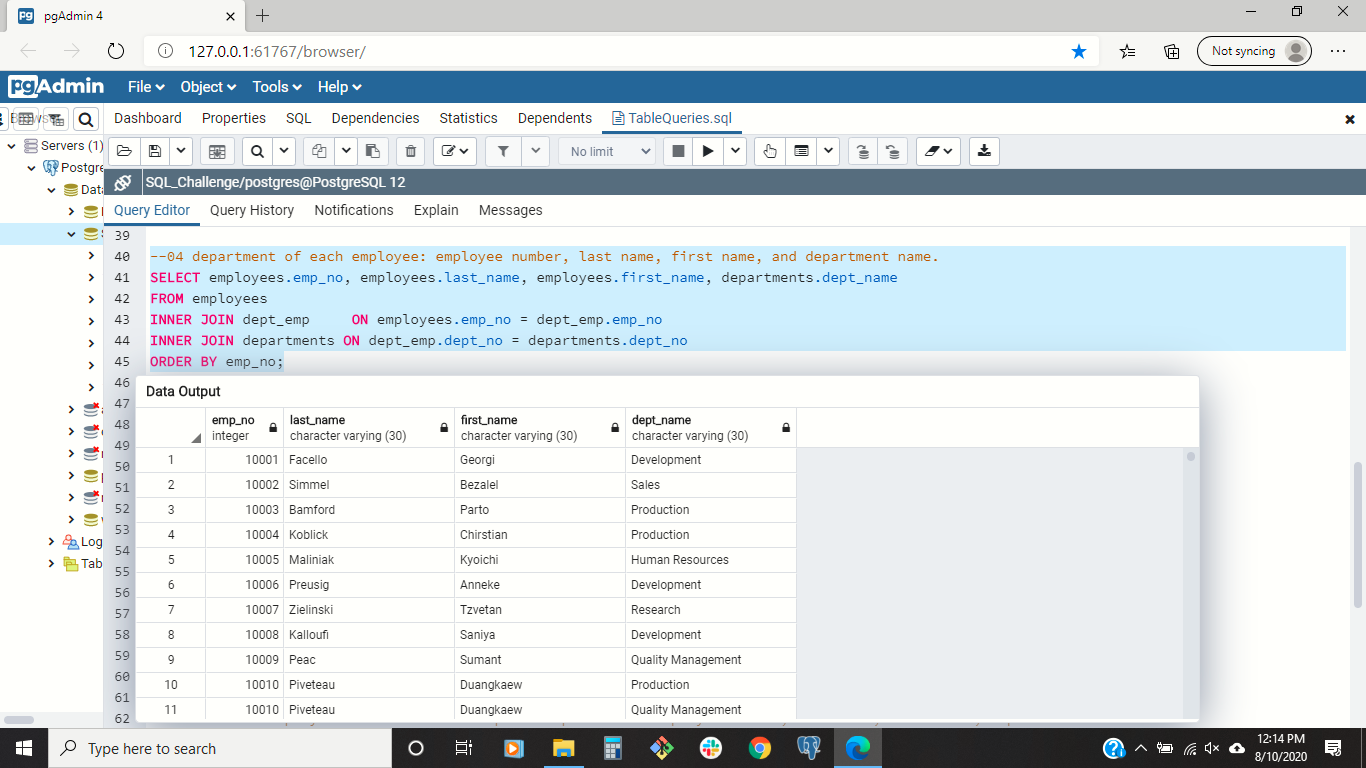 pgAdmin 4
127.0.0.1:61767/browser/
Not syncing
pgAdmin File Object Tools Help
Dashboard Properties SQL Dependencies Statistics Dependents TableQueries.sql
Servers (1)
Postgre
Data
Log
Tab
No limit
SQL_Challenge/postgres@PostgreSQL 12
Query Editor Query History Notifications Explain Messages
39
40 --04 department of each employee: employee number, last name, first name, and department name.
41 SELECT employees.emp_no, employees.last_name, employees.first_name, departments.dept_name
42 FROM employees
43 INNER JOIN dept_emp     ON employees.emp_no = dept_emp.emp_no
44 INNER JOIN departments ON dept_emp.dept_no = departments.dept_no
45 ORDER BY emp_no;
46
47
48
49
50
51
52
53
54
55
56
57
58
59
60
61
62
Data Output
emp_no last_name first_name dept_name
integer character varying (30) character varying (30) character varying (30)
1 10001 Facello Georgi Development
2 10002 Simmel Bezalel Sales
3 10003 Bamford Parto Production
4 10004 Koblick Chirstian Production
5 10005 Maliniak Kyoichi Human Resources
6 10006 Preusig Anneke Development
7 10007 Zielinski Tzvetan Research
8 10008 Kalloufi Saniya Development
9 10009 Peac Sumant Quality Management
10 10010 Piveteau Duangkaew Production
11 10010 Piveteau Duangkaew Quality Management
Type here to search
12:14 PM
8/10/2020